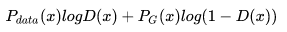 P_{data}(x)logD(x) + P_G(x)log(1 − D(x))